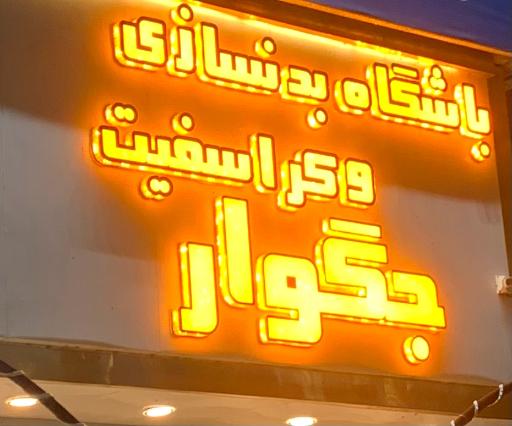 باشگاه بدنسازی
و کراسفیت
جگوار